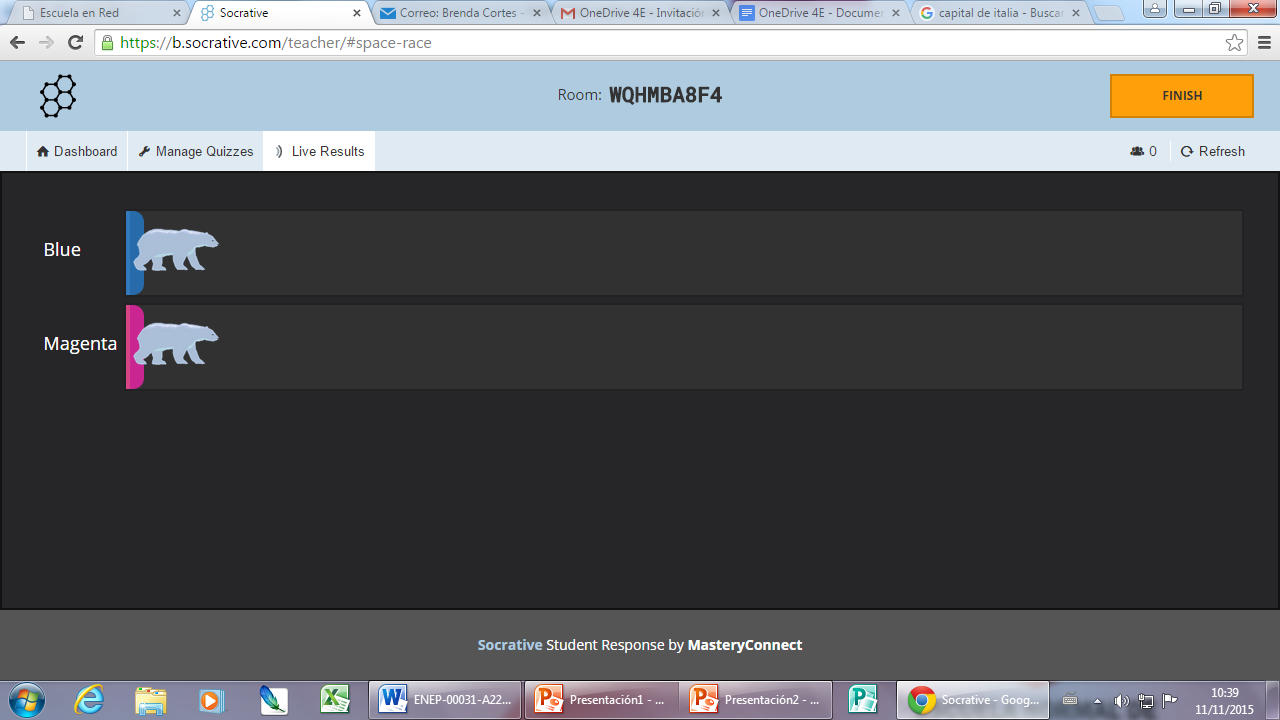 Escuela en Red
Socrative
Correo: Brenda Cortes -
OneDrive 4E - Invitació
OneDrive 4E - Documen
capital de italia - Buscar
https://b.socrative.com/teacher/#space-race
Room: WQHMBA8F4
FINISH
Dashboard
Manage Quizzes
Live Results
0
Refresh
Blue
Magenta
Socrative Student Response by MasteryConnect
ENEP-00031-A22...
Presentación1 - ...
Presentación2 - ...
Socrative - Goog...
10:39
11/11/2015